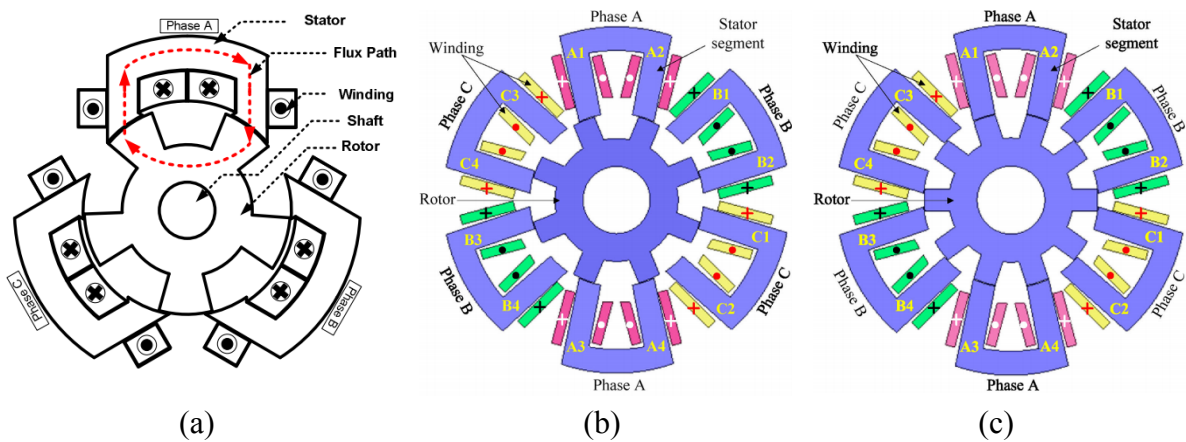 Phase A
Stator
Flux Path
Winding
Shaft
Rotor
Phase C
Phase B
(a)
Phase A
Winding
Stator
segment
A1
A2
Phase C
C3
B1
Phase B
C4
B2
Rotor
B3
C1
Phase B
B4
C2
Phase C
A3
A4
Phase A
(b)
Phase A
Winding
Stator
segment
A1
A2
Phase C
C3
B1
Phase B
C4
B2
Rotor
B3
C1
Phase B
B4
C2
Phase C
A3
A4
Phase A
(c)